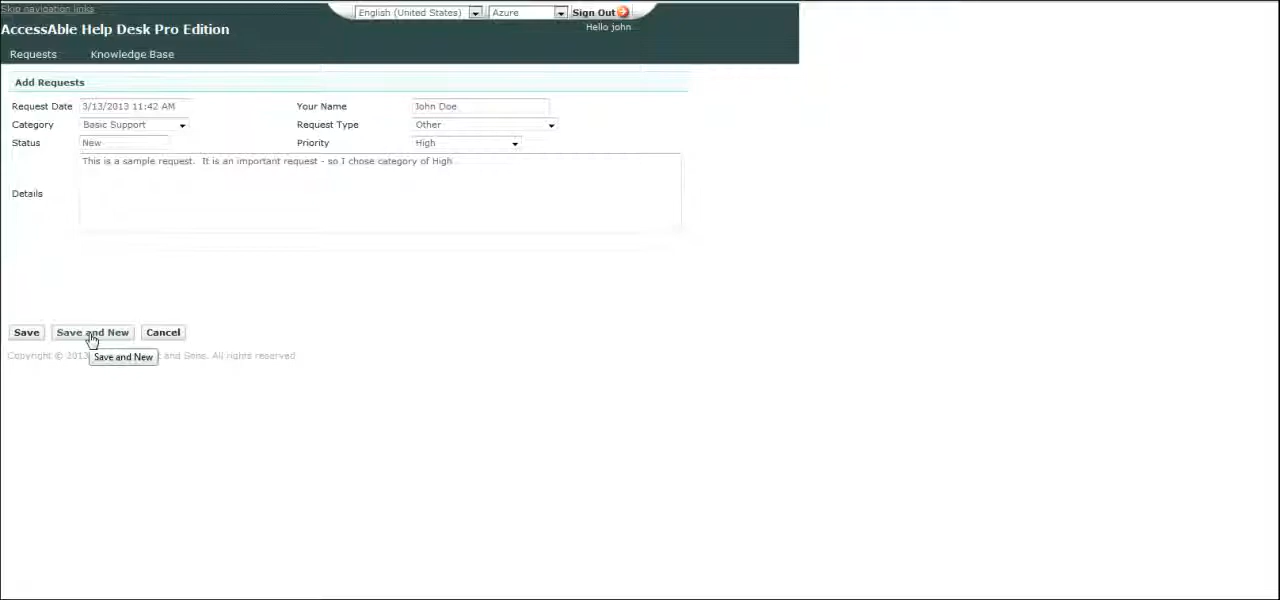 Skip navigation links
English (United States) Azure Sign Out
Hello john
AccessAble Help Desk Pro Edition
Requests Knowledge Base
Add Requests
Request Date 3/13/2013 11:42 AM Your Name John Doe
Category Basic Support Request Type Other
Status New Priority High
This is a sample request. It is an important request - so I chose category of High
Details
Save Save and New Cancel
Copyright © 2013 and Sons. All rights reserved
Save and New